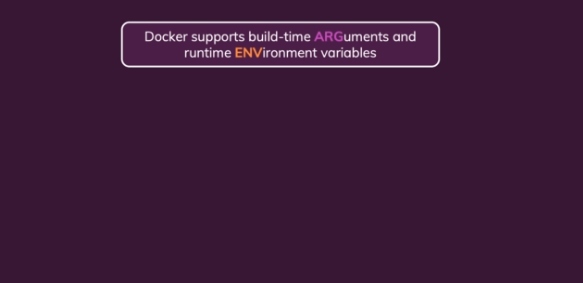 Docker supports build-time ARGuments and
runtime ENVironment variables